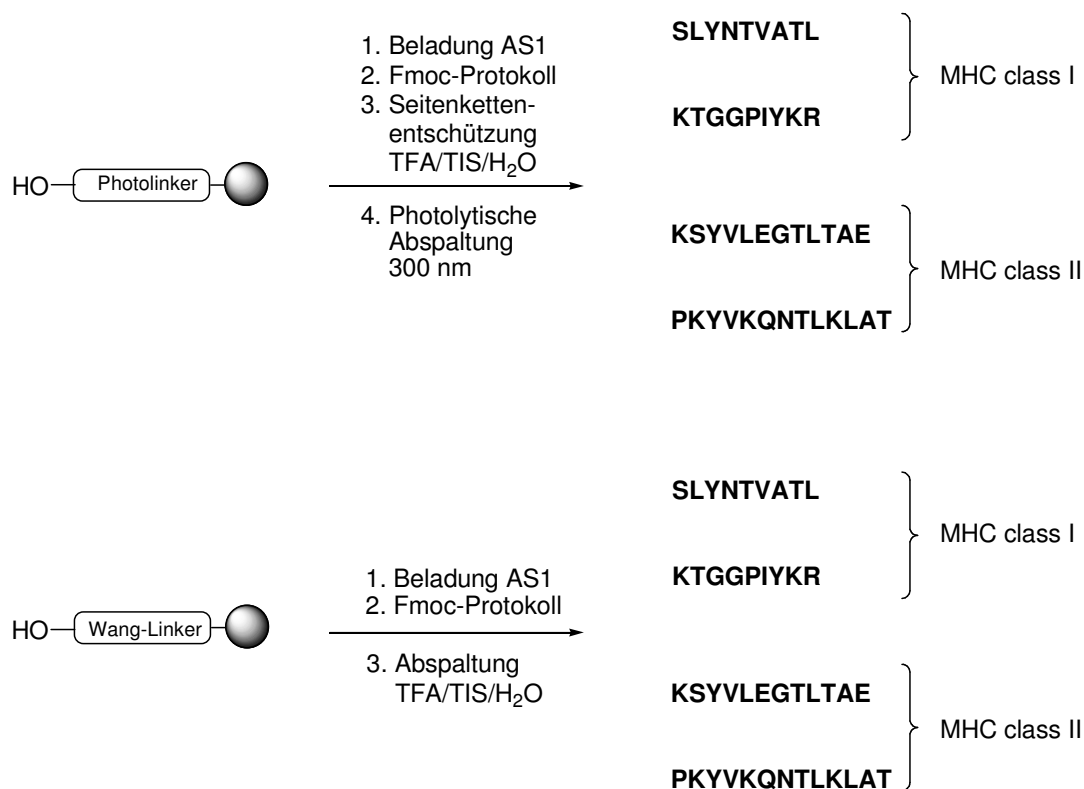 1. Beladung AS1
2. Fmoc-Protokoll
3. Seitenketten-
entschützung
TFA/TIS/H₂O
HO
Photolinker
4. Photolytische
Abspaltung
300 nm
SLYNTVATL
KTGGPIYKR
MHC class I
KSYVLEGTLTAE
PKYVKQNTLKLAT
MHC class II
1. Beladung AS1
2. Fmoc-Protokoll
HO
Wang-Linker
3. Abspaltung
TFA/TIS/H₂O
SLYNTVATL
KTGGPIYKR
MHC class I
KSYVLEGTLTAE
PKYVKQNTLKLAT
MHC class II